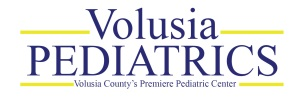 Volusia
PEDIATRICS
Volusia County's Premiere Pediatric Center